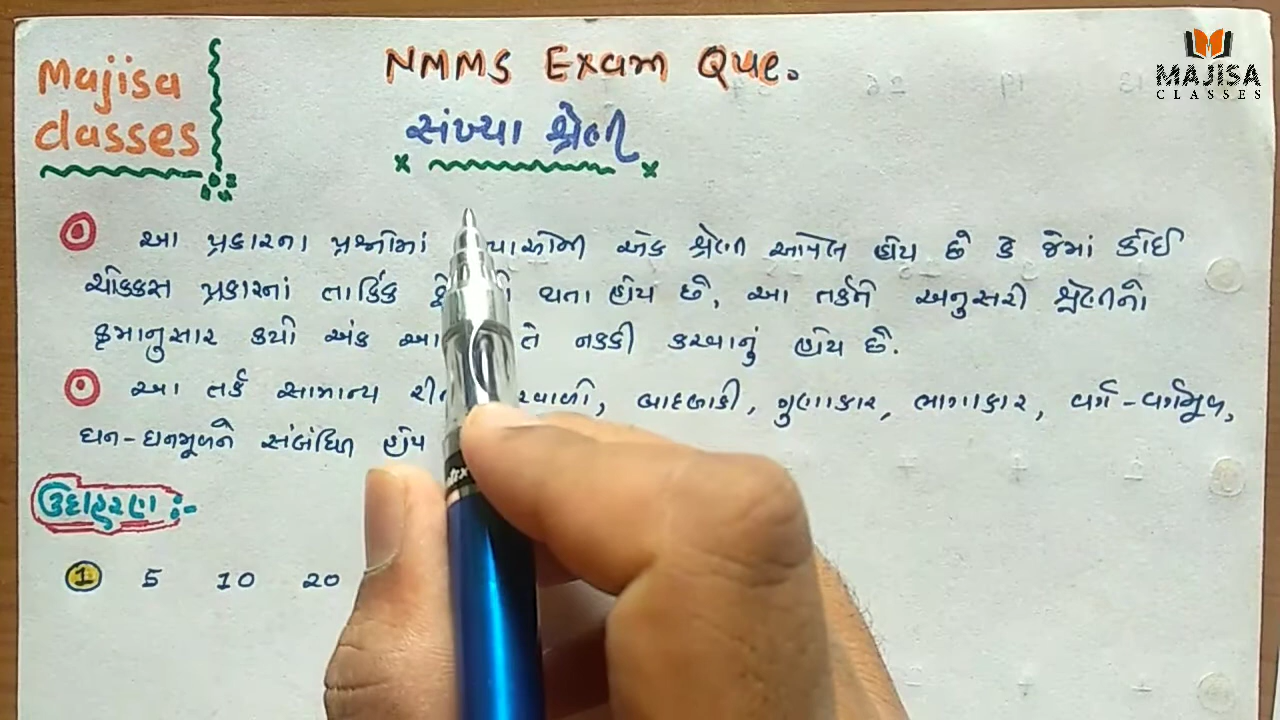 Majisa
classes
NMMS Exam Que.
સંખ્યા શ્રેણી
MAJISA
CLASSES
આ પ્રકારના પ્રશ્નોમાં એક શ્રેણી આપેલ હોય છે કે જેમાં કોઈ
ચોક્કસ પ્રકારનાં તાર્કિક થતા હોય છે, આ તર્કને અનુસરી શ્રેણીનો
ક્રમાનુસાર કયો અંક તે નક્કી કરવાનું હોય છે.
આ તર્ક સામાન્ય બાદબાકી, ગુણાકાર, ભાગાકાર, વર્ગ-વર્ગમૂળ,
ઘન-ઘનમૂળને સંબંધિત હોય
ઉદાહરણ :-
1 5 10 20